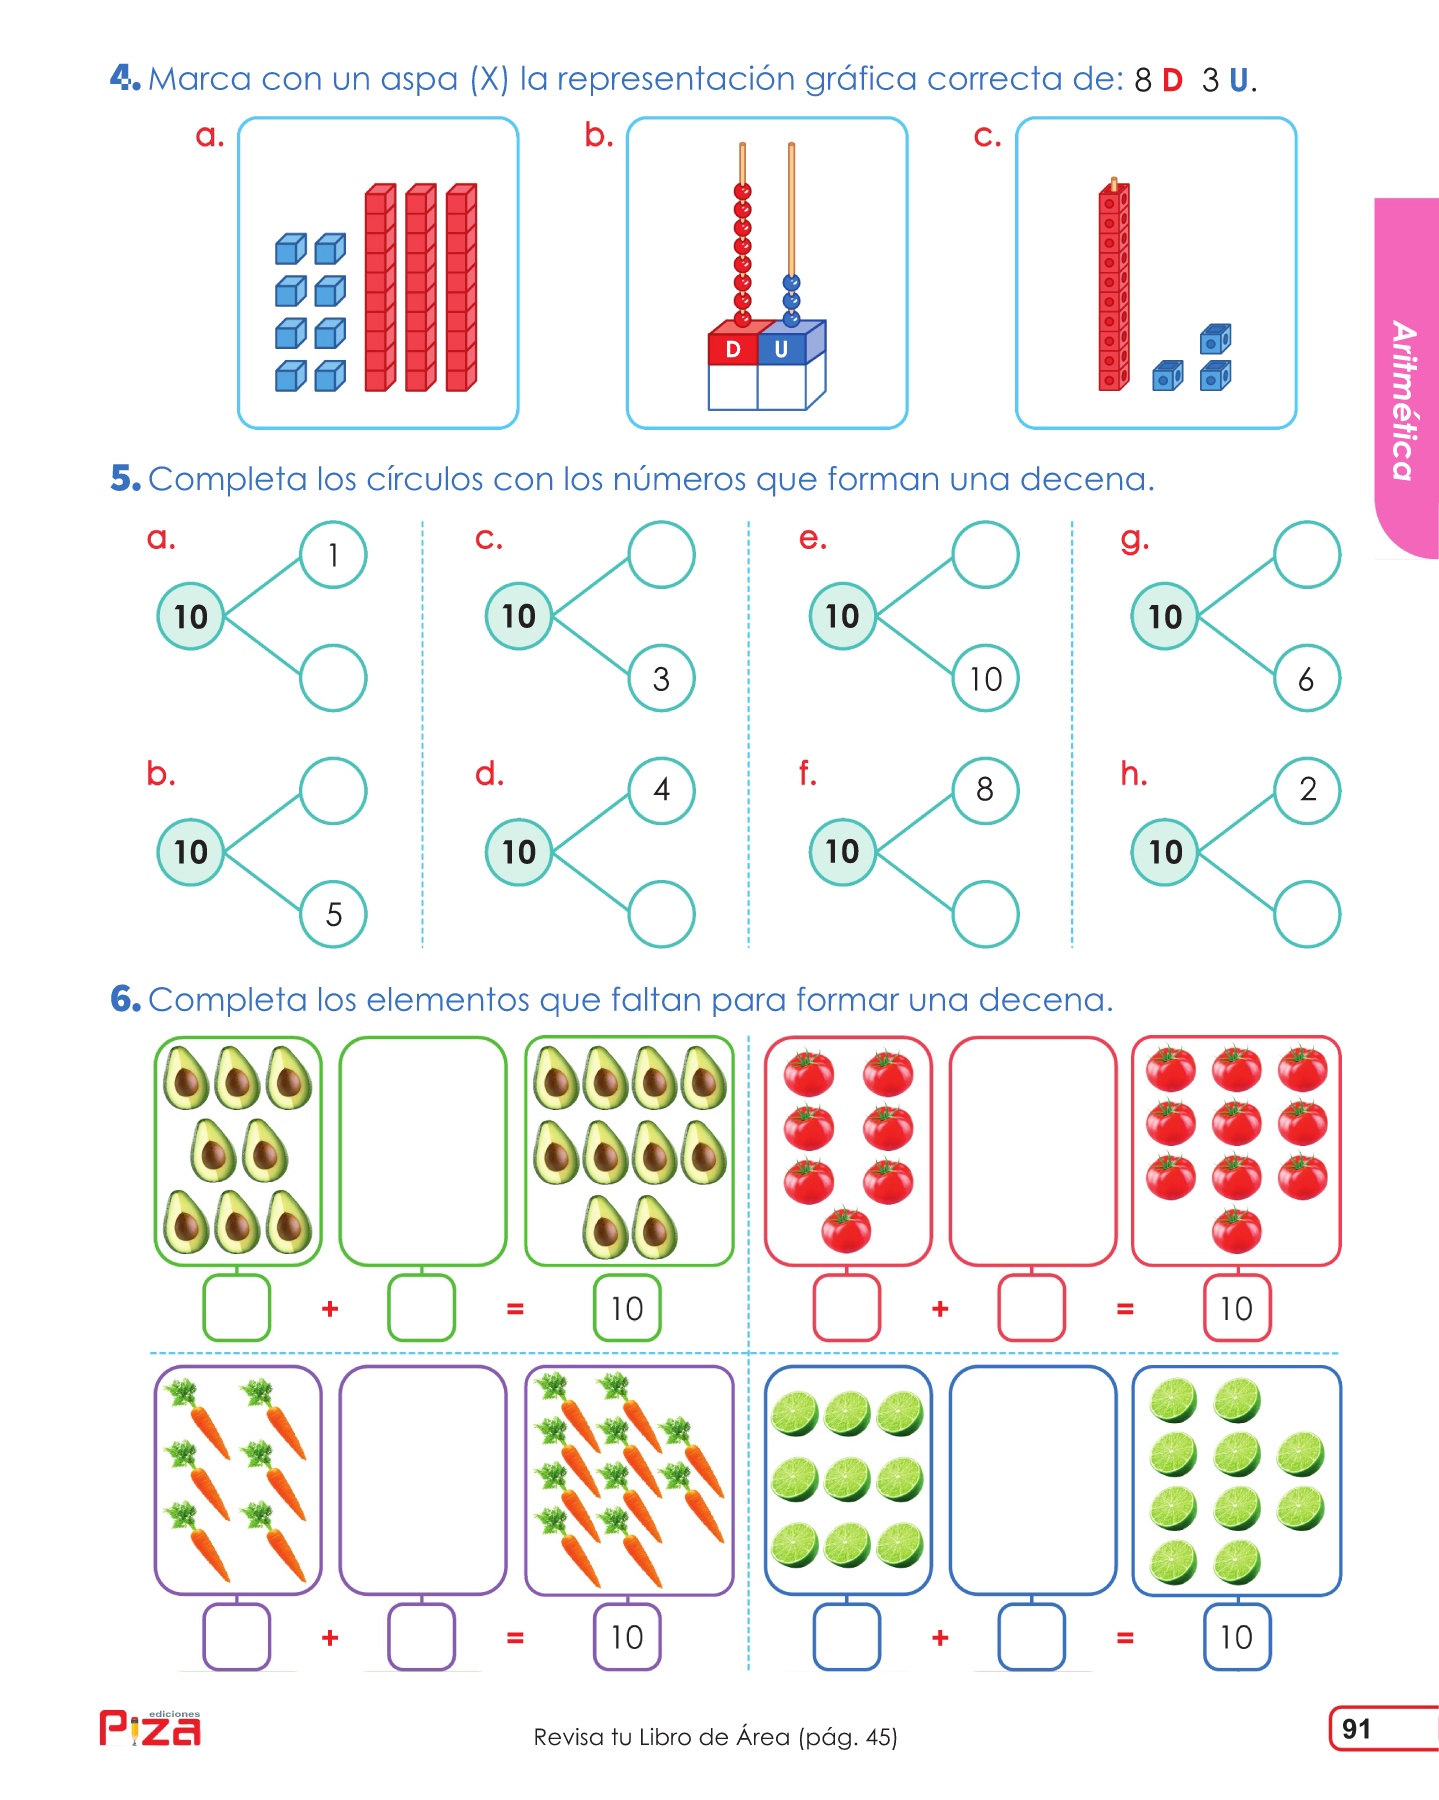 4. Marca con un aspa (X) la representación gráfica correcta de: 8 D 3 U.
a. b. c.
D U
Aritmética
5. Completa los círculos con los números que forman una decena.
a. 10 1
c. 10 3
e. 10 10
g. 10 6
b. 10 5
d. 10 4
f. 10 8
h. 10 2
6. Completa los elementos que faltan para formar una decena.
+ = 10 + = 10
+ = 10 + = 10
ediciones
Piza
Revisa tu Libro de Área (pág. 45)
91